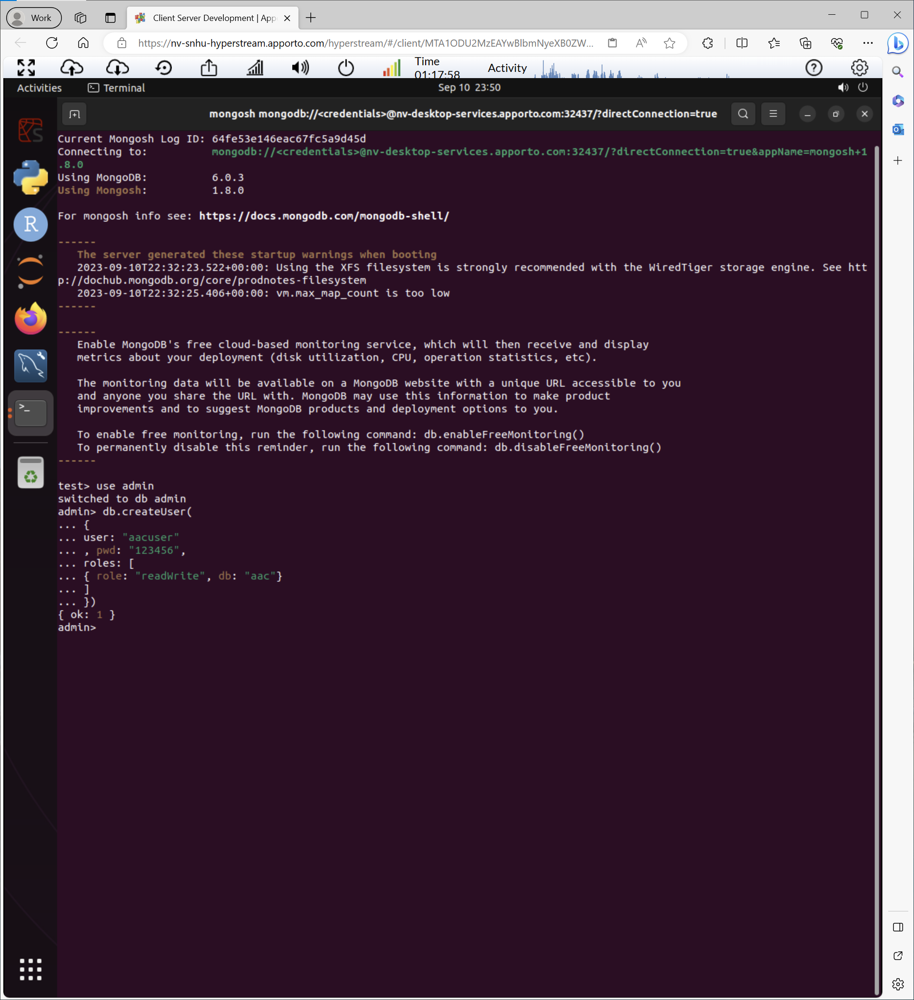 Work
Client Server Development | App
https://nv-snhu-hyperstream.apporto.com/hyperstream/#/client/MTA1ODU2MzEAYwBlbmNyeXB0ZW...
Time
01:17:58
Activity
Activities
Terminal
Sep 10 23:50
mongosh mongodb://<credentials>@nv-desktop-services.apporto.com:32437/?directConnection=true
Current Mongosh Log ID: 64fe53e146eac67fc5a9d45d
Connecting to: mongodb://<credentials>@nv-desktop-services.apporto.com:32437/?directConnection=true&appName=mongosh+1
.8.0
Using MongoDB: 6.0.3
Using Mongosh: 1.8.0
For mongosh info see: https://docs.mongodb.com/mongodb-shell/
------
The server generated these startup warnings when booting
2023-09-10T22:32:23.522+00:00: Using the XFS filesystem is strongly recommended with the WiredTiger storage engine. See htt
p://dochub.mongodb.org/core/prodnotes-filesystem
2023-09-10T22:32:25.406+00:00: vm.max_map_count is too low
------
------
Enable MongoDB's free cloud-based monitoring service, which will then receive and display
metrics about your deployment (disk utilization, CPU, operation statistics, etc).
The monitoring data will be available on a MongoDB website with a unique URL accessible to you
and anyone you share the URL with. MongoDB may use this information to make product
improvements and to suggest MongoDB products and deployment options to you.
To enable free monitoring, run the following command: db.enableFreeMonitoring()
To permanently disable this reminder, run the following command: db.disableFreeMonitoring()
------
test> use admin
switched to db admin
admin> db.createUser(
... {
... user: "aacuser"
... , pwd: "123456",
... roles: [
... { role: "readWrite", db: "aac"}
... ]
... })
{ ok: 1 }
admin>